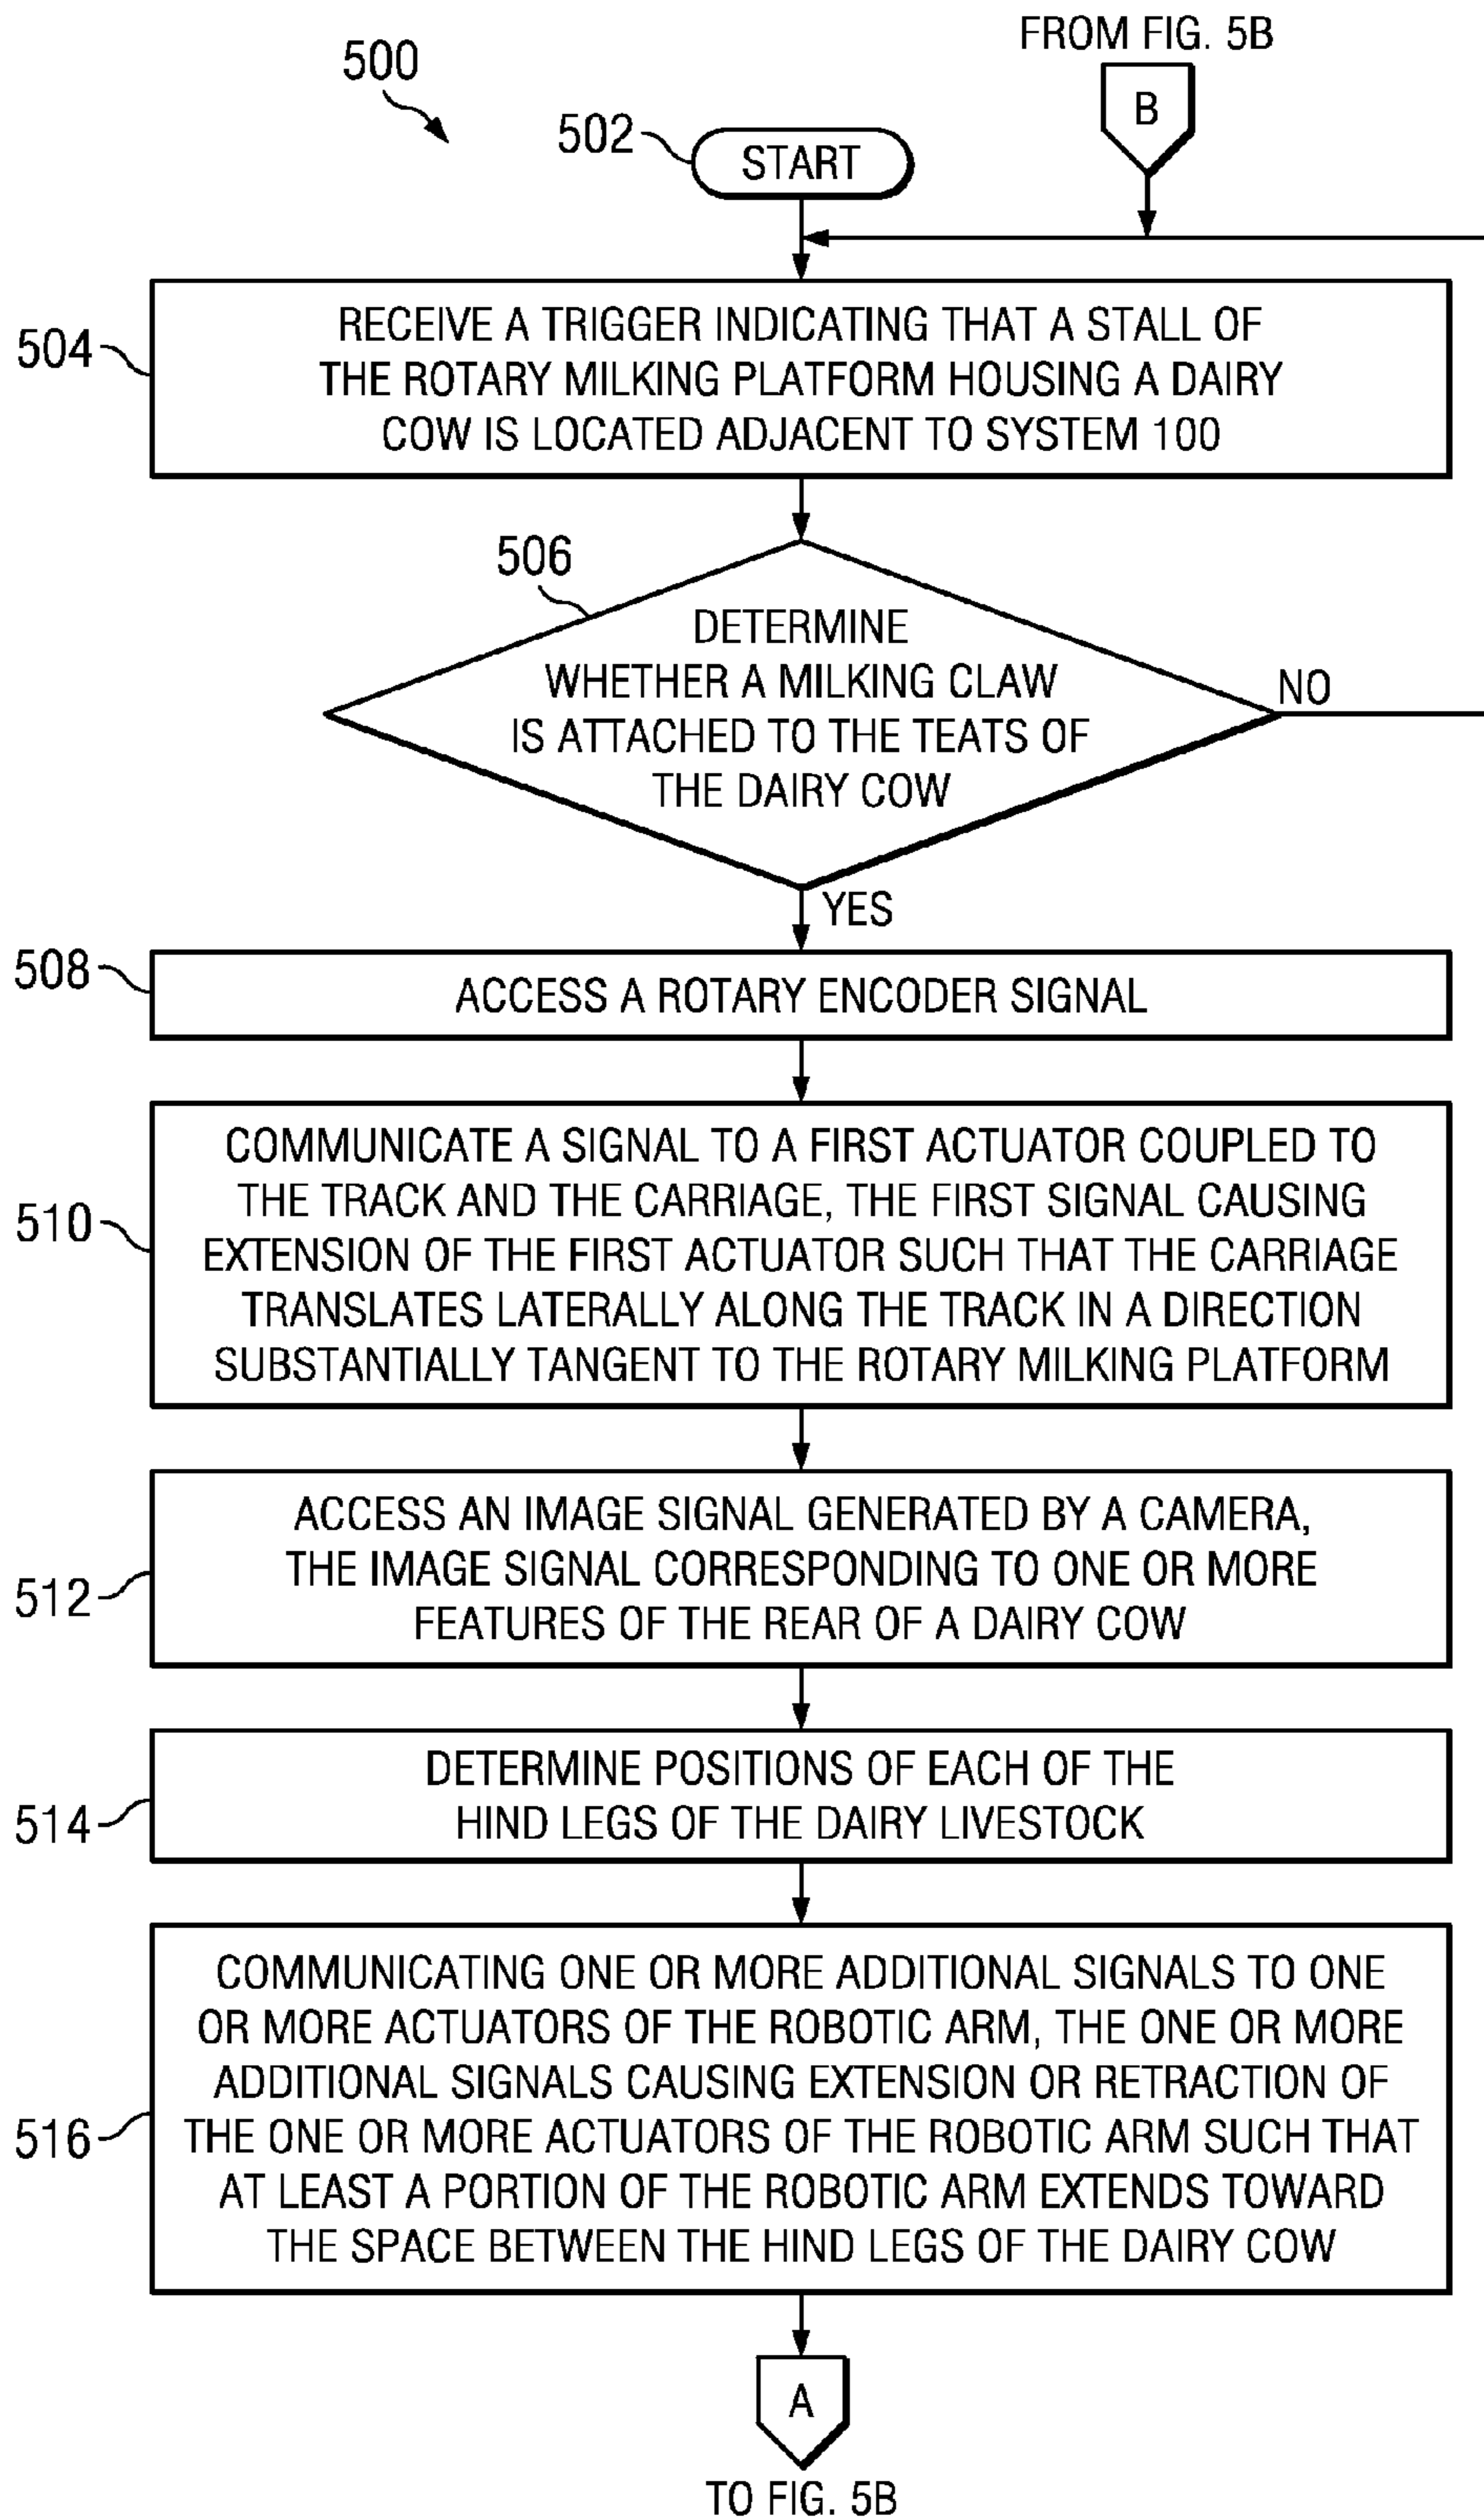 FROM FIG. 5B
500
B
502
START
504
RECEIVE A TRIGGER INDICATING THAT A STALL OF
THE ROTARY MILKING PLATFORM HOUSING A DAIRY
COW IS LOCATED ADJACENT TO SYSTEM 100
506
DETERMINE
WHETHER A MILKING CLAW
IS ATTACHED TO THE TEATS OF
THE DAIRY COW
NO
YES
508
ACCESS A ROTARY ENCODER SIGNAL
510
COMMUNICATE A SIGNAL TO A FIRST ACTUATOR COUPLED TO
THE TRACK AND THE CARRIAGE, THE FIRST SIGNAL CAUSING
EXTENSION OF THE FIRST ACTUATOR SUCH THAT THE CARRIAGE
TRANSLATES LATERALLY ALONG THE TRACK IN A DIRECTION
SUBSTANTIALLY TANGENT TO THE ROTARY MILKING PLATFORM
512
ACCESS AN IMAGE SIGNAL GENERATED BY A CAMERA,
THE IMAGE SIGNAL CORRESPONDING TO ONE OR MORE
FEATURES OF THE REAR OF A DAIRY COW
514
DETERMINE POSITIONS OF EACH OF THE
HIND LEGS OF THE DAIRY LIVESTOCK
516
COMMUNICATING ONE OR MORE ADDITIONAL SIGNALS TO ONE
OR MORE ACTUATORS OF THE ROBOTIC ARM, THE ONE OR MORE
ADDITIONAL SIGNALS CAUSING EXTENSION OR RETRACTION OF
THE ONE OR MORE ACTUATORS OF THE ROBOTIC ARM SUCH THAT
AT LEAST A PORTION OF THE ROBOTIC ARM EXTENDS TOWARD
THE SPACE BETWEEN THE HIND LEGS OF THE DAIRY COW
A
TO FIG. 5B